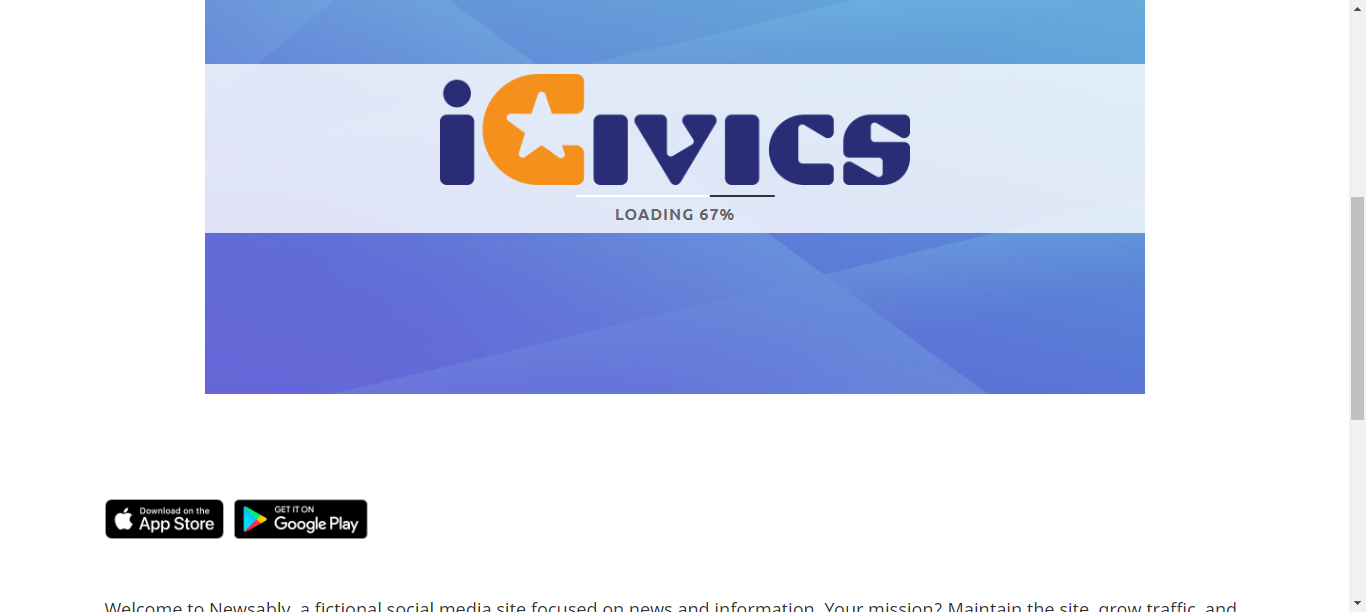 iCivics
LOADING 67%
Download on the
App Store
GET IT ON
Google Play
Welcome to Newsably, a fictional social media site focused on news and information. Your mission? Maintain the site, grow traffic, and